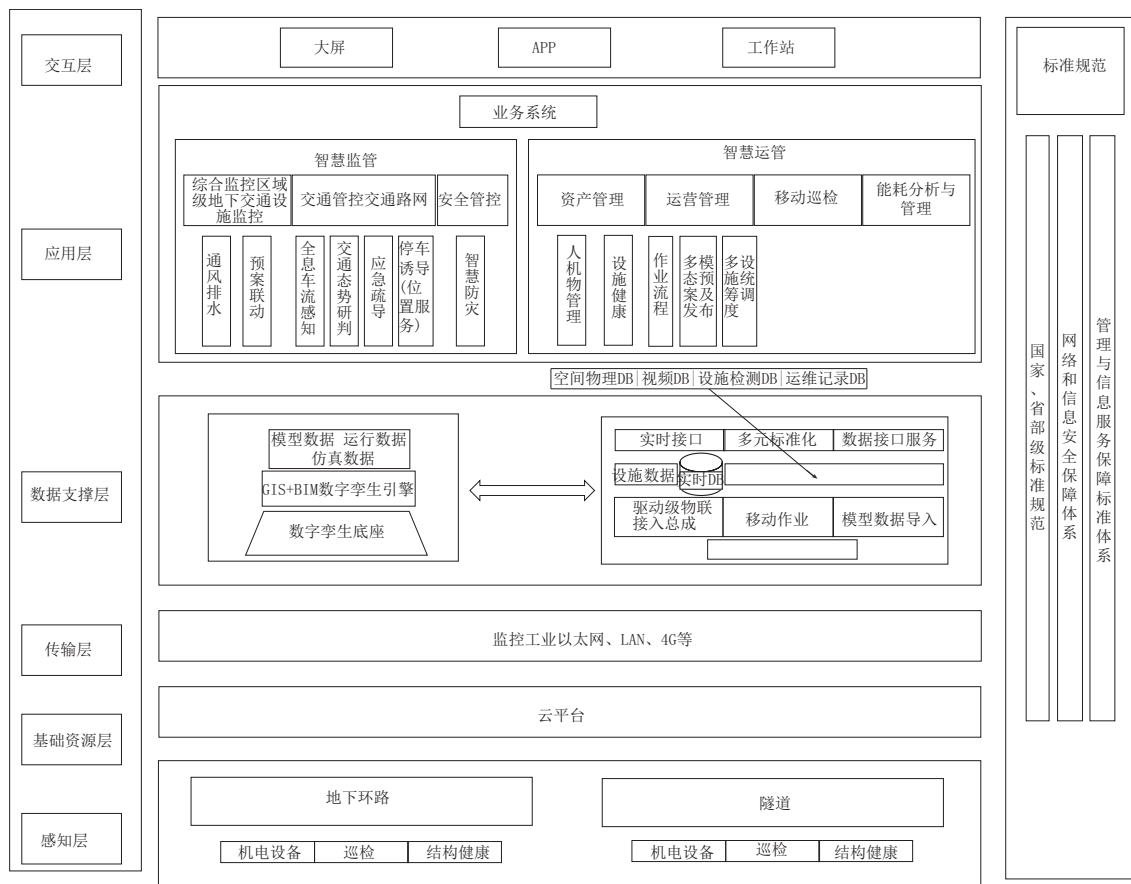 交互层
应用层
数据支撑层
传输层
基础资源层
感知层
大屏
APP
工作站
业务系统
智慧监管
综合监控区域
级地下交通设
施监控
交通管控交通路网
安全管控
通风排水
预案联动
全息车流感知
交通态势研判
应急疏导
停车
诱导
(位
置服
务)
智慧防灾
智慧运管
资产管理
运营管理
移动巡检
能耗分析与
管理
人机物管理
设施健康
作业流程
多模
态预
案及
发布
多设
施统
筹调
度
空间物理DB|视频DB|设施检测DB|运维记录DB
模型数据 运行数据
仿真数据
GIS+BIM数字孪生引擎
数字孪生底座
实时接口
多元标准化
数据接口服务
设施数据
实时DB
驱动级物联
接入总成
移动作业
模型数据导入
监控工业以太网、LAN、4G等
云平台
地下环路
机电设备
巡检
结构健康
隧道
机电设备
巡检
结构健康
标准规范
国家、省部级标准规范
网络和信息安全保障体系
管理与信息服务保障标准体系